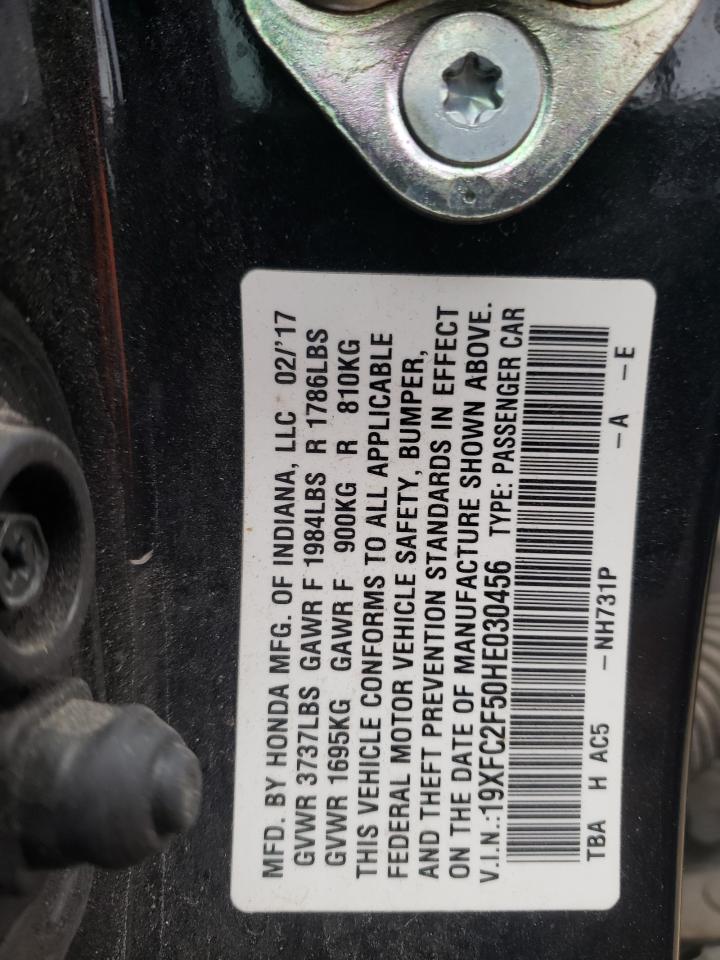 MFD. BY HONDA MFG. OF INDIANA, LLC 02/'17
GVWR 3737LBS GAWR F 1984LBS R 1786LBS
GVWR 1695KG GAWR F 900KG R 810KG
THIS VEHICLE CONFORMS TO ALL APPLICABLE
FEDERAL MOTOR VEHICLE SAFETY, BUMPER,
AND THEFT PREVENTION STANDARDS IN EFFECT
ON THE DATE OF MANUFACTURE SHOWN ABOVE.
V.I.N.:19XFC2F50HE030456 TYPE: PASSENGER CAR
TBA H AC5 -NH731P -A -E